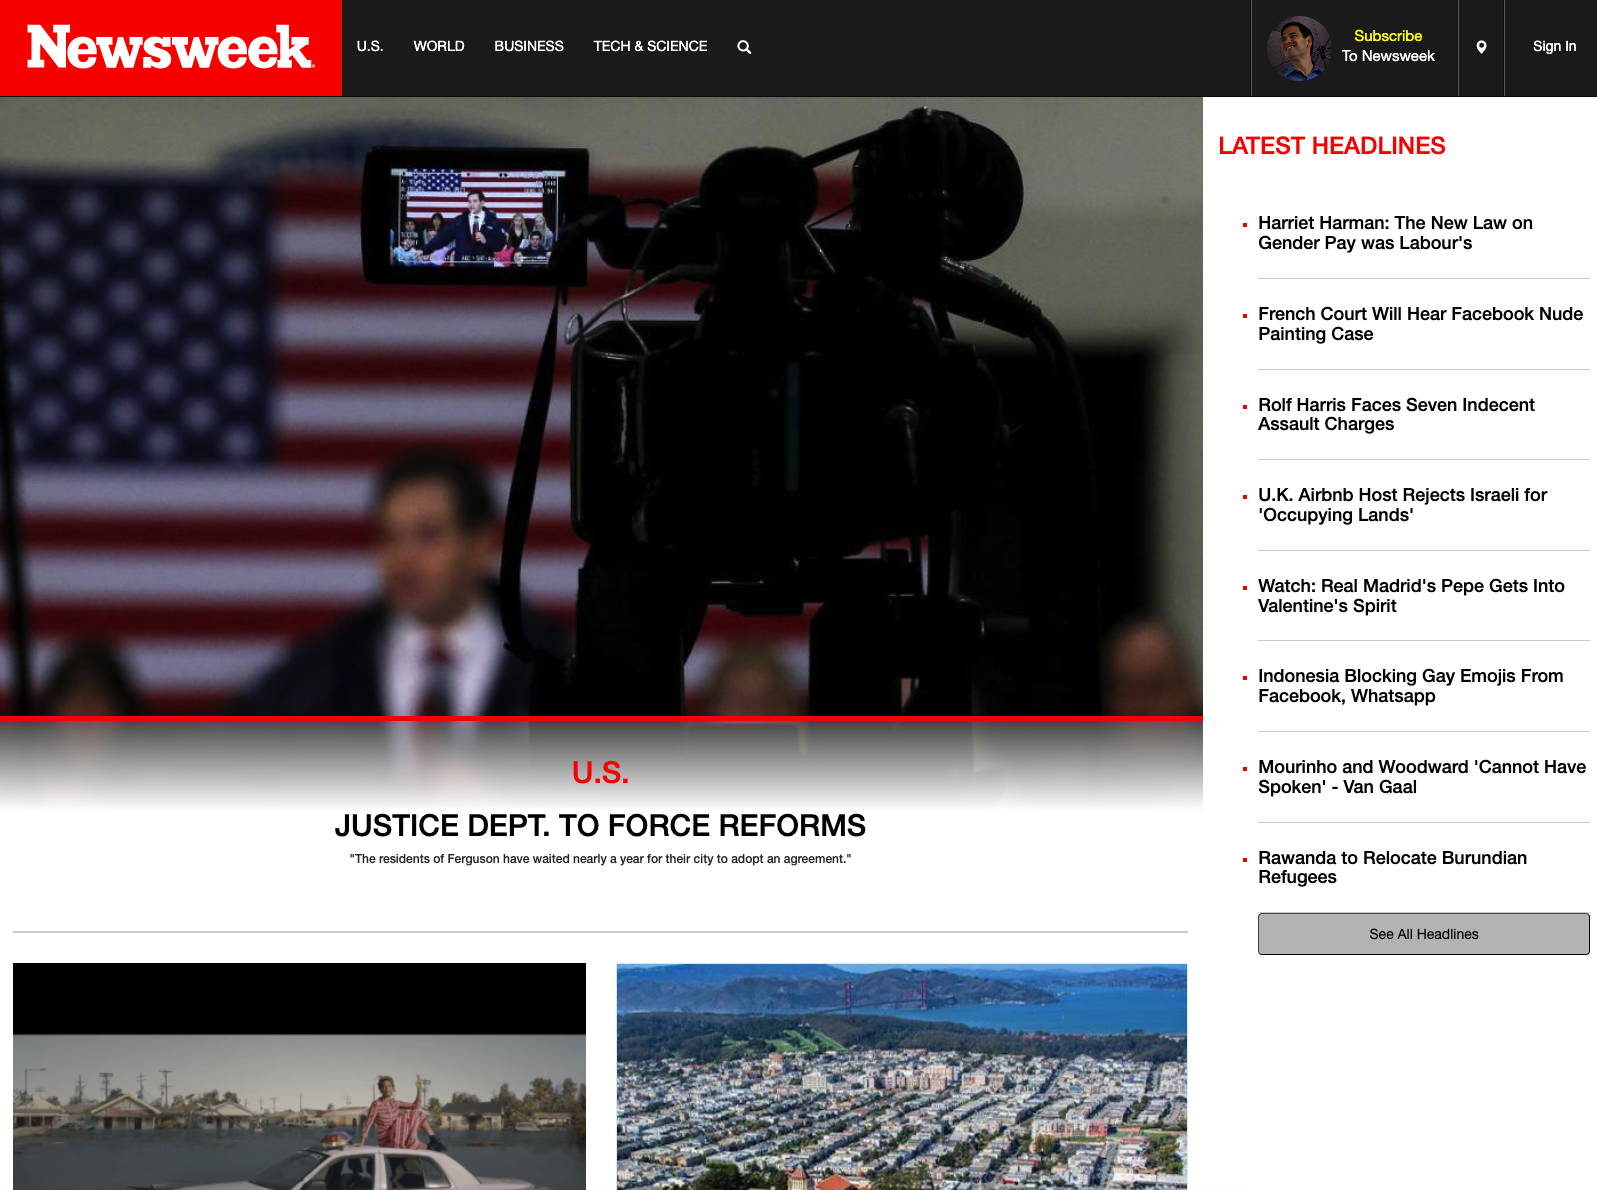 Newsweek
U.S.
WORLD
BUSINESS
TECH & SCIENCE
Subscribe
To Newsweek
Sign In
LATEST HEADLINES
Harriet Harman: The New Law on
Gender Pay was Labour's
French Court Will Hear Facebook Nude
Painting Case
Rolf Harris Faces Seven Indecent
Assault Charges
U.K. Airbnb Host Rejects Israeli for
'Occupying Lands'
Watch: Real Madrid's Pepe Gets Into
Valentine's Spirit
Indonesia Blocking Gay Emojis From
Facebook, Whatsapp
Mourinho and Woodward 'Cannot Have
Spoken' - Van Gaal
Rawanda to Relocate Burundian
Refugees
See All Headlines
U.S.
JUSTICE DEPT. TO FORCE REFORMS
"The residents of Ferguson have waited nearly a year for their city to adopt an agreement."